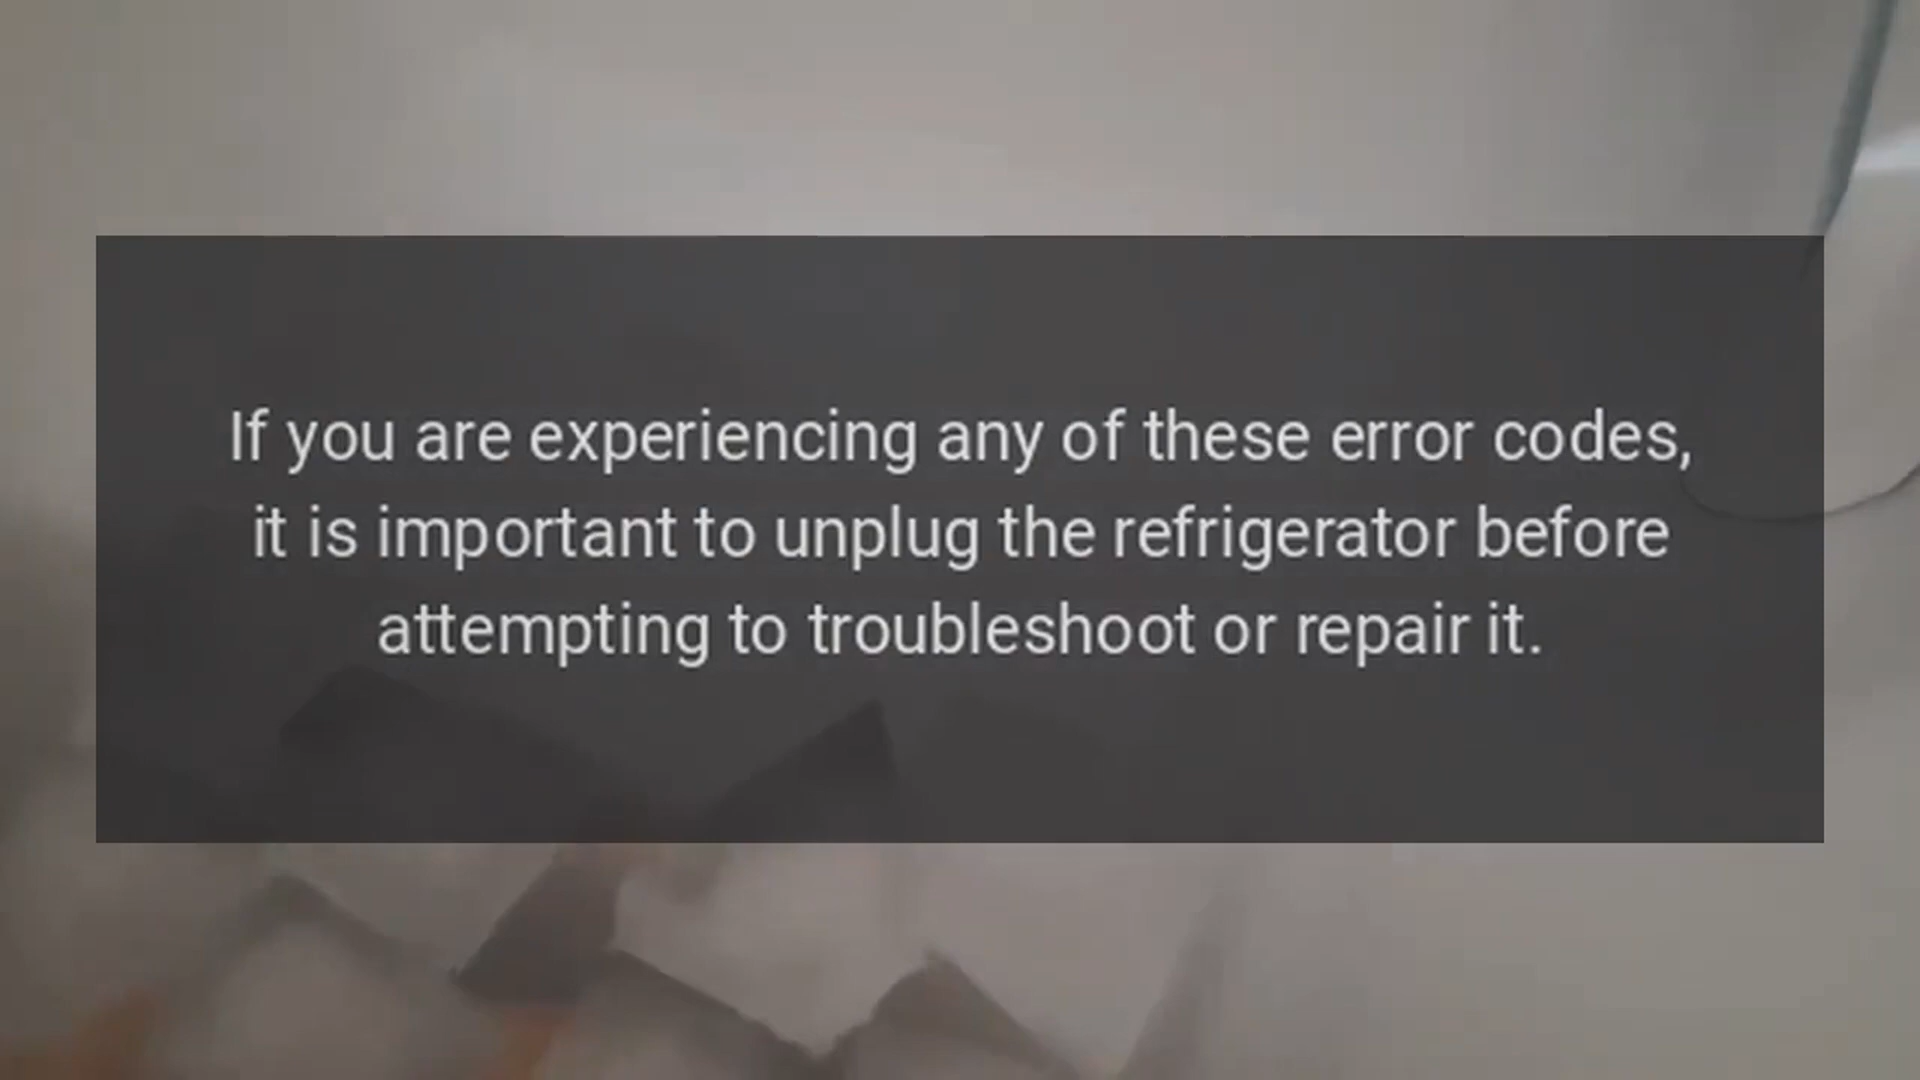 If you are experiencing any of these error codes,
it is important to unplug the refrigerator before
attempting to troubleshoot or repair it.